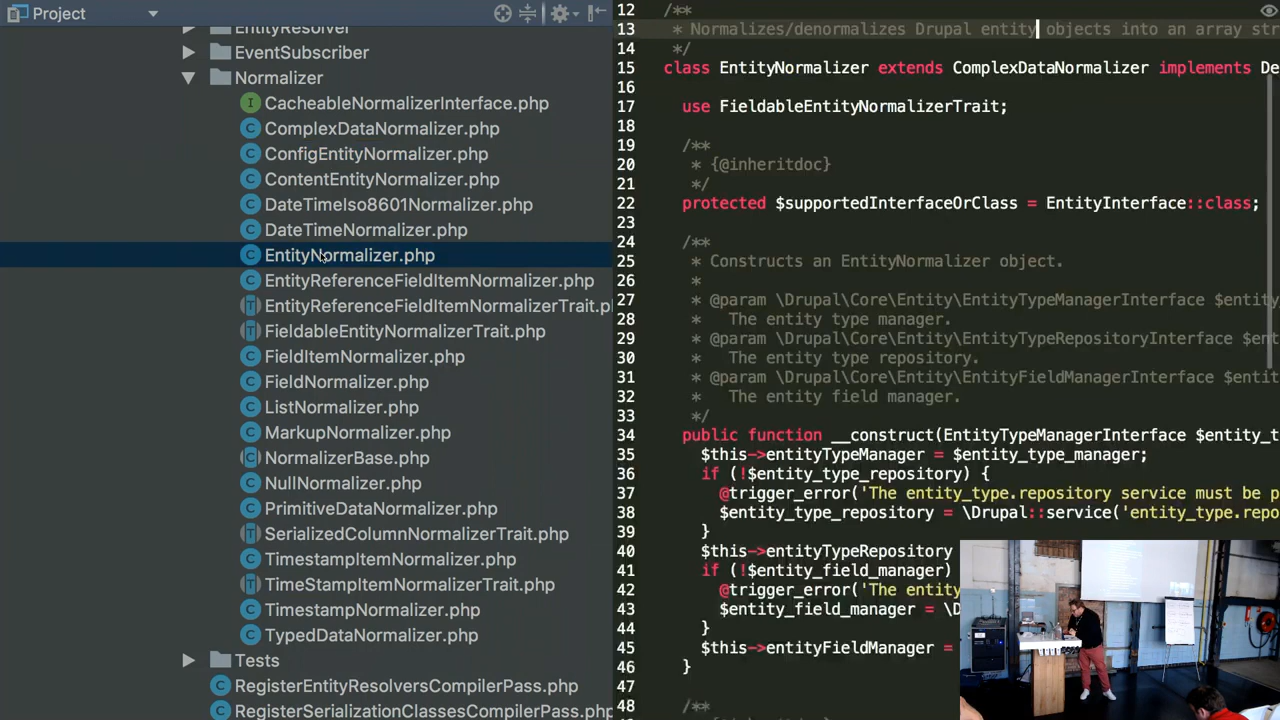 Project
EntityResolver
EventSubscriber
Normalizer
CacheableNormalizerInterface.php
ComplexDataNormalizer.php
ConfigEntityNormalizer.php
ContentEntityNormalizer.php
DateTimeIso8601Normalizer.php
DateTimeNormalizer.php
EntityNormalizer.php
EntityReferenceFieldItemNormalizer.php
EntityReferenceFieldItemNormalizerTrait.p
FieldableEntityNormalizerTrait.php
FieldItemNormalizer.php
FieldNormalizer.php
ListNormalizer.php
MarkupNormalizer.php
NormalizerBase.php
NullNormalizer.php
PrimitiveDataNormalizer.php
SerializedColumnNormalizerTrait.php
TimestampItemNormalizer.php
TimeStampItemNormalizerTrait.php
TimestampNormalizer.php
TypedDataNormalizer.php
Tests
RegisterEntityResolversCompilerPass.php
RegisterSerializationClassesCompilerPass.php
12 /**
13 * Normalizes/denormalizes Drupal entity objects into an array str
14 */
15 class EntityNormalizer extends ComplexDataNormalizer implements De
16
17 use FieldableEntityNormalizerTrait;
18
19 /**
20 * {@inheritdoc}
21 */
22 protected $supportedInterfaceOrClass = EntityInterface::class;
23
24 /**
25 * Constructs an EntityNormalizer object.
26 *
27 * @param \Drupal\Core\Entity\EntityTypeManagerInterface $entity
28 * The entity type manager.
29 * @param \Drupal\Core\Entity\EntityTypeRepositoryInterface $ent
30 * The entity type repository.
31 * @param \Drupal\Core\Entity\EntityFieldManagerInterface $entit
32 * The entity field manager.
33 */
34 public function __construct(EntityTypeManagerInterface $entity_t
35 $this->entityTypeManager = $entity_type_manager;
36 if (!$entity_type_repository) {
37 @trigger_error('The entity_type.repository service must be p
38 $entity_type_repository = \Drupal::service('entity_type.repo
39 }
40 $this->entityTypeRepository
41 if (!$entity_field_manager)
42 @trigger_error('The entity
43 $entity_field_manager = \D
44 }
45 $this->entityFieldManager =
46 }
47
48 /**